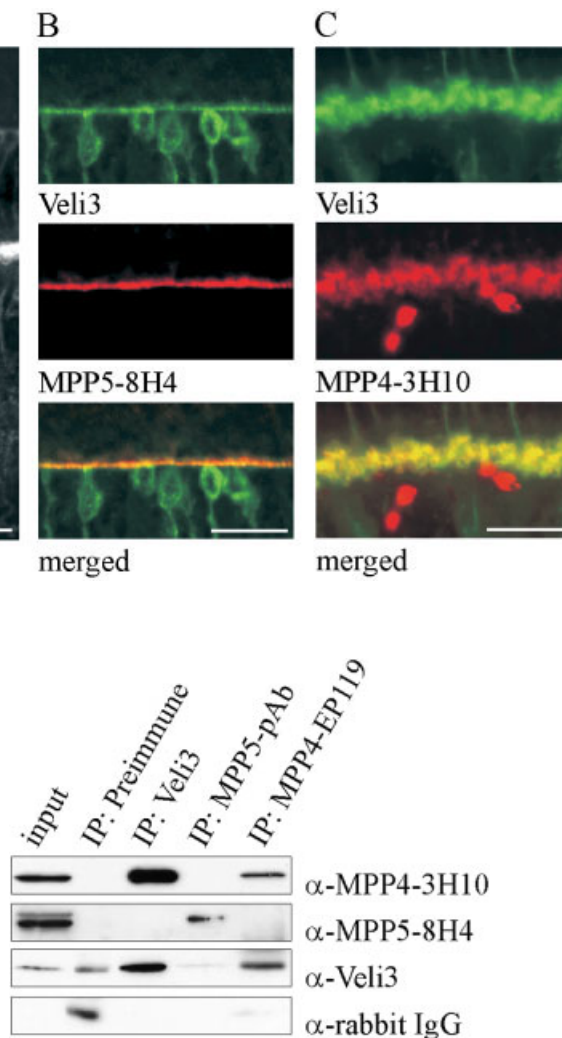 B
C
Veli3
Veli3
MPP5-8H4
MPP4-3H10
merged
merged
input
IP: Preimmune
IP: Veli3
IP: MPP5-pAb
IP: MPP4-EP119
α-MPP4-3H10
α-MPP5-8H4
α-Veli3
α-rabbit IgG